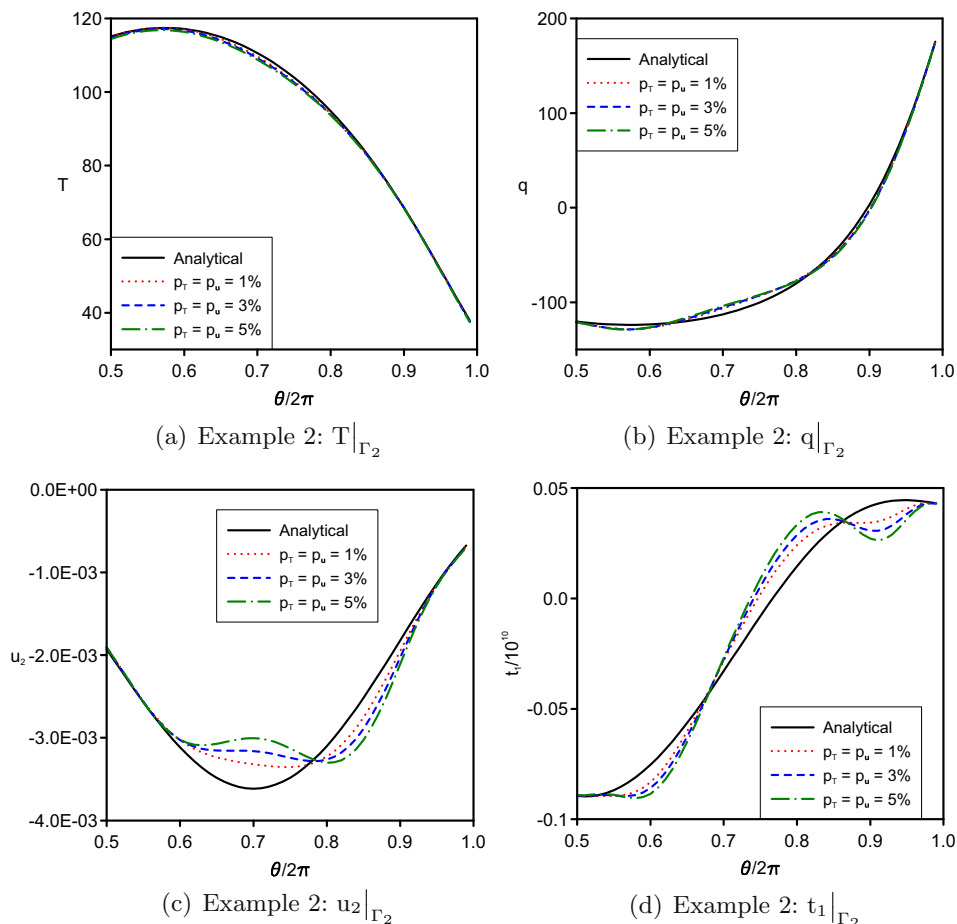 120
100
80
60
40
T
Analytical
p_T = p_u = 1%
p_T = p_u = 3%
p_T = p_u = 5%
0.5 0.6 0.7 0.8 0.9 1.0
θ/2π
(a) Example 2: T|_Γ₂
200
100
0
-100
q
Analytical
p_T = p_u = 1%
p_T = p_u = 3%
p_T = p_u = 5%
0.5 0.6 0.7 0.8 0.9 1.0
θ/2π
(b) Example 2: q|_Γ₂
0.0E+00
-1.0E-03
-2.0E-03
-3.0E-03
-4.0E-03
u₂
Analytical
p_T = p_u = 1%
p_T = p_u = 3%
p_T = p_u = 5%
0.5 0.6 0.7 0.8 0.9 1.0
θ/2π
(c) Example 2: u₂|_Γ₂
0.05
0.0
-0.05
-0.1
t₁/10¹⁰
Analytical
p_T = p_u = 1%
p_T = p_u = 3%
p_T = p_u = 5%
0.5 0.6 0.7 0.8 0.9 1.0
θ/2π
(d) Example 2: t₁|_Γ₂